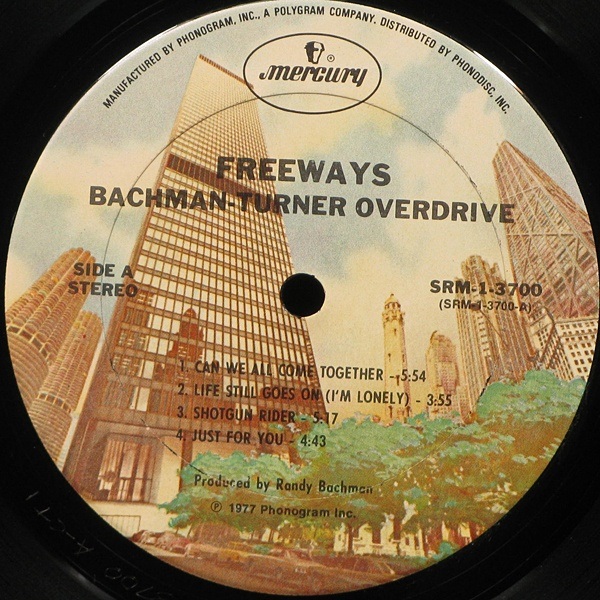 MANUFACTURED BY PHONOGRAM, INC., A POLYGRAM COMPANY. DISTRIBUTED BY PHONODISC, INC.
mercury
®
FREEWAYS
BACHMAN-TURNER OVERDRIVE
SIDE A
STEREO
SRM-1-3700
(SRM-1-3700-A)
1. CAN WE ALL COME TOGETHER - 5:54
2. LIFE STILL GOES ON (I'M LONELY) - 3:55
3. SHOTGUN RIDER - 5:17
4. JUST FOR YOU - 4:43
Produced by Randy Bachman
℗ 1977 Phonogram Inc.